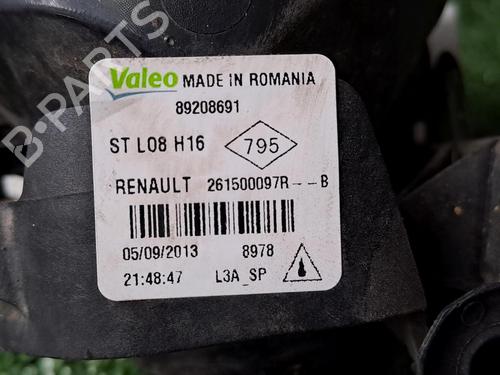 Valeo MADE IN ROMANIA
89208691
ST L08 H16 795
RENAULT 261500097R---B
05/09/2013 8978
21:48:47 L3A_SP
B-PARTS